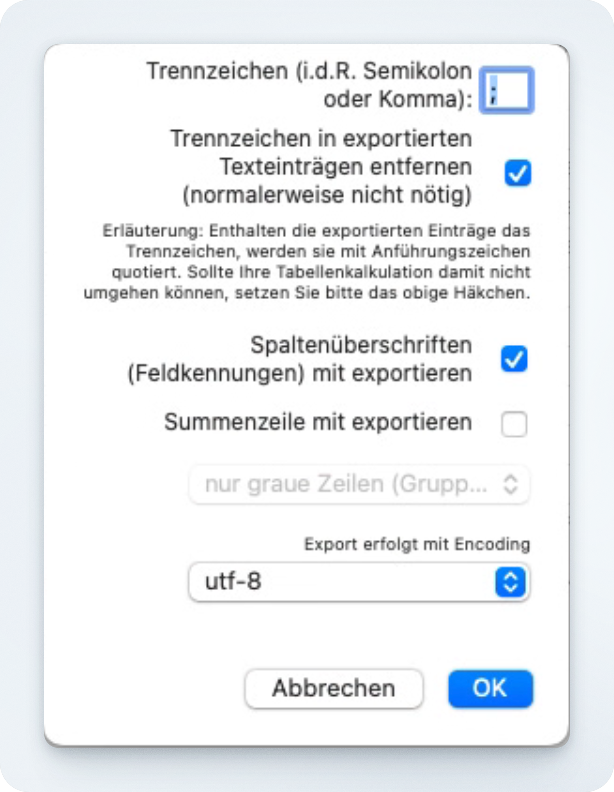 Trennzeichen (i.d.R. Semikolon
oder Komma): ;
Trennzeichen in exportierten
Texteinträgen entfernen
(normalerweise nicht nötig)
Erläuterung: Enthalten die exportierten Einträge das
Trennzeichen, werden sie mit Anführungszeichen
quotiert. Sollte Ihre Tabellenkalkulation damit nicht
umgehen können, setzen Sie bitte das obige Häkchen.
Spaltenüberschriften
(Feldkennungen) mit exportieren
Summenzeile mit exportieren
nur graue Zeilen (Grupp...
Export erfolgt mit Encoding
utf-8
Abbrechen OK